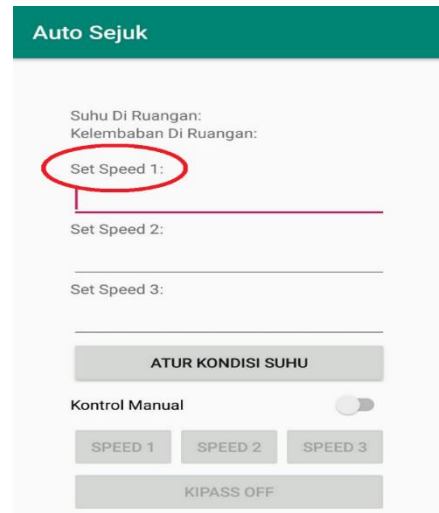 Auto Sejuk
Suhu Di Ruangan:
Kelembaban Di Ruangan:
Set Speed 1:
Set Speed 2:
Set Speed 3:
ATUR KONDISI SUHU
Kontrol Manual
SPEED 1 SPEED 2 SPEED 3
KIPASS OFF